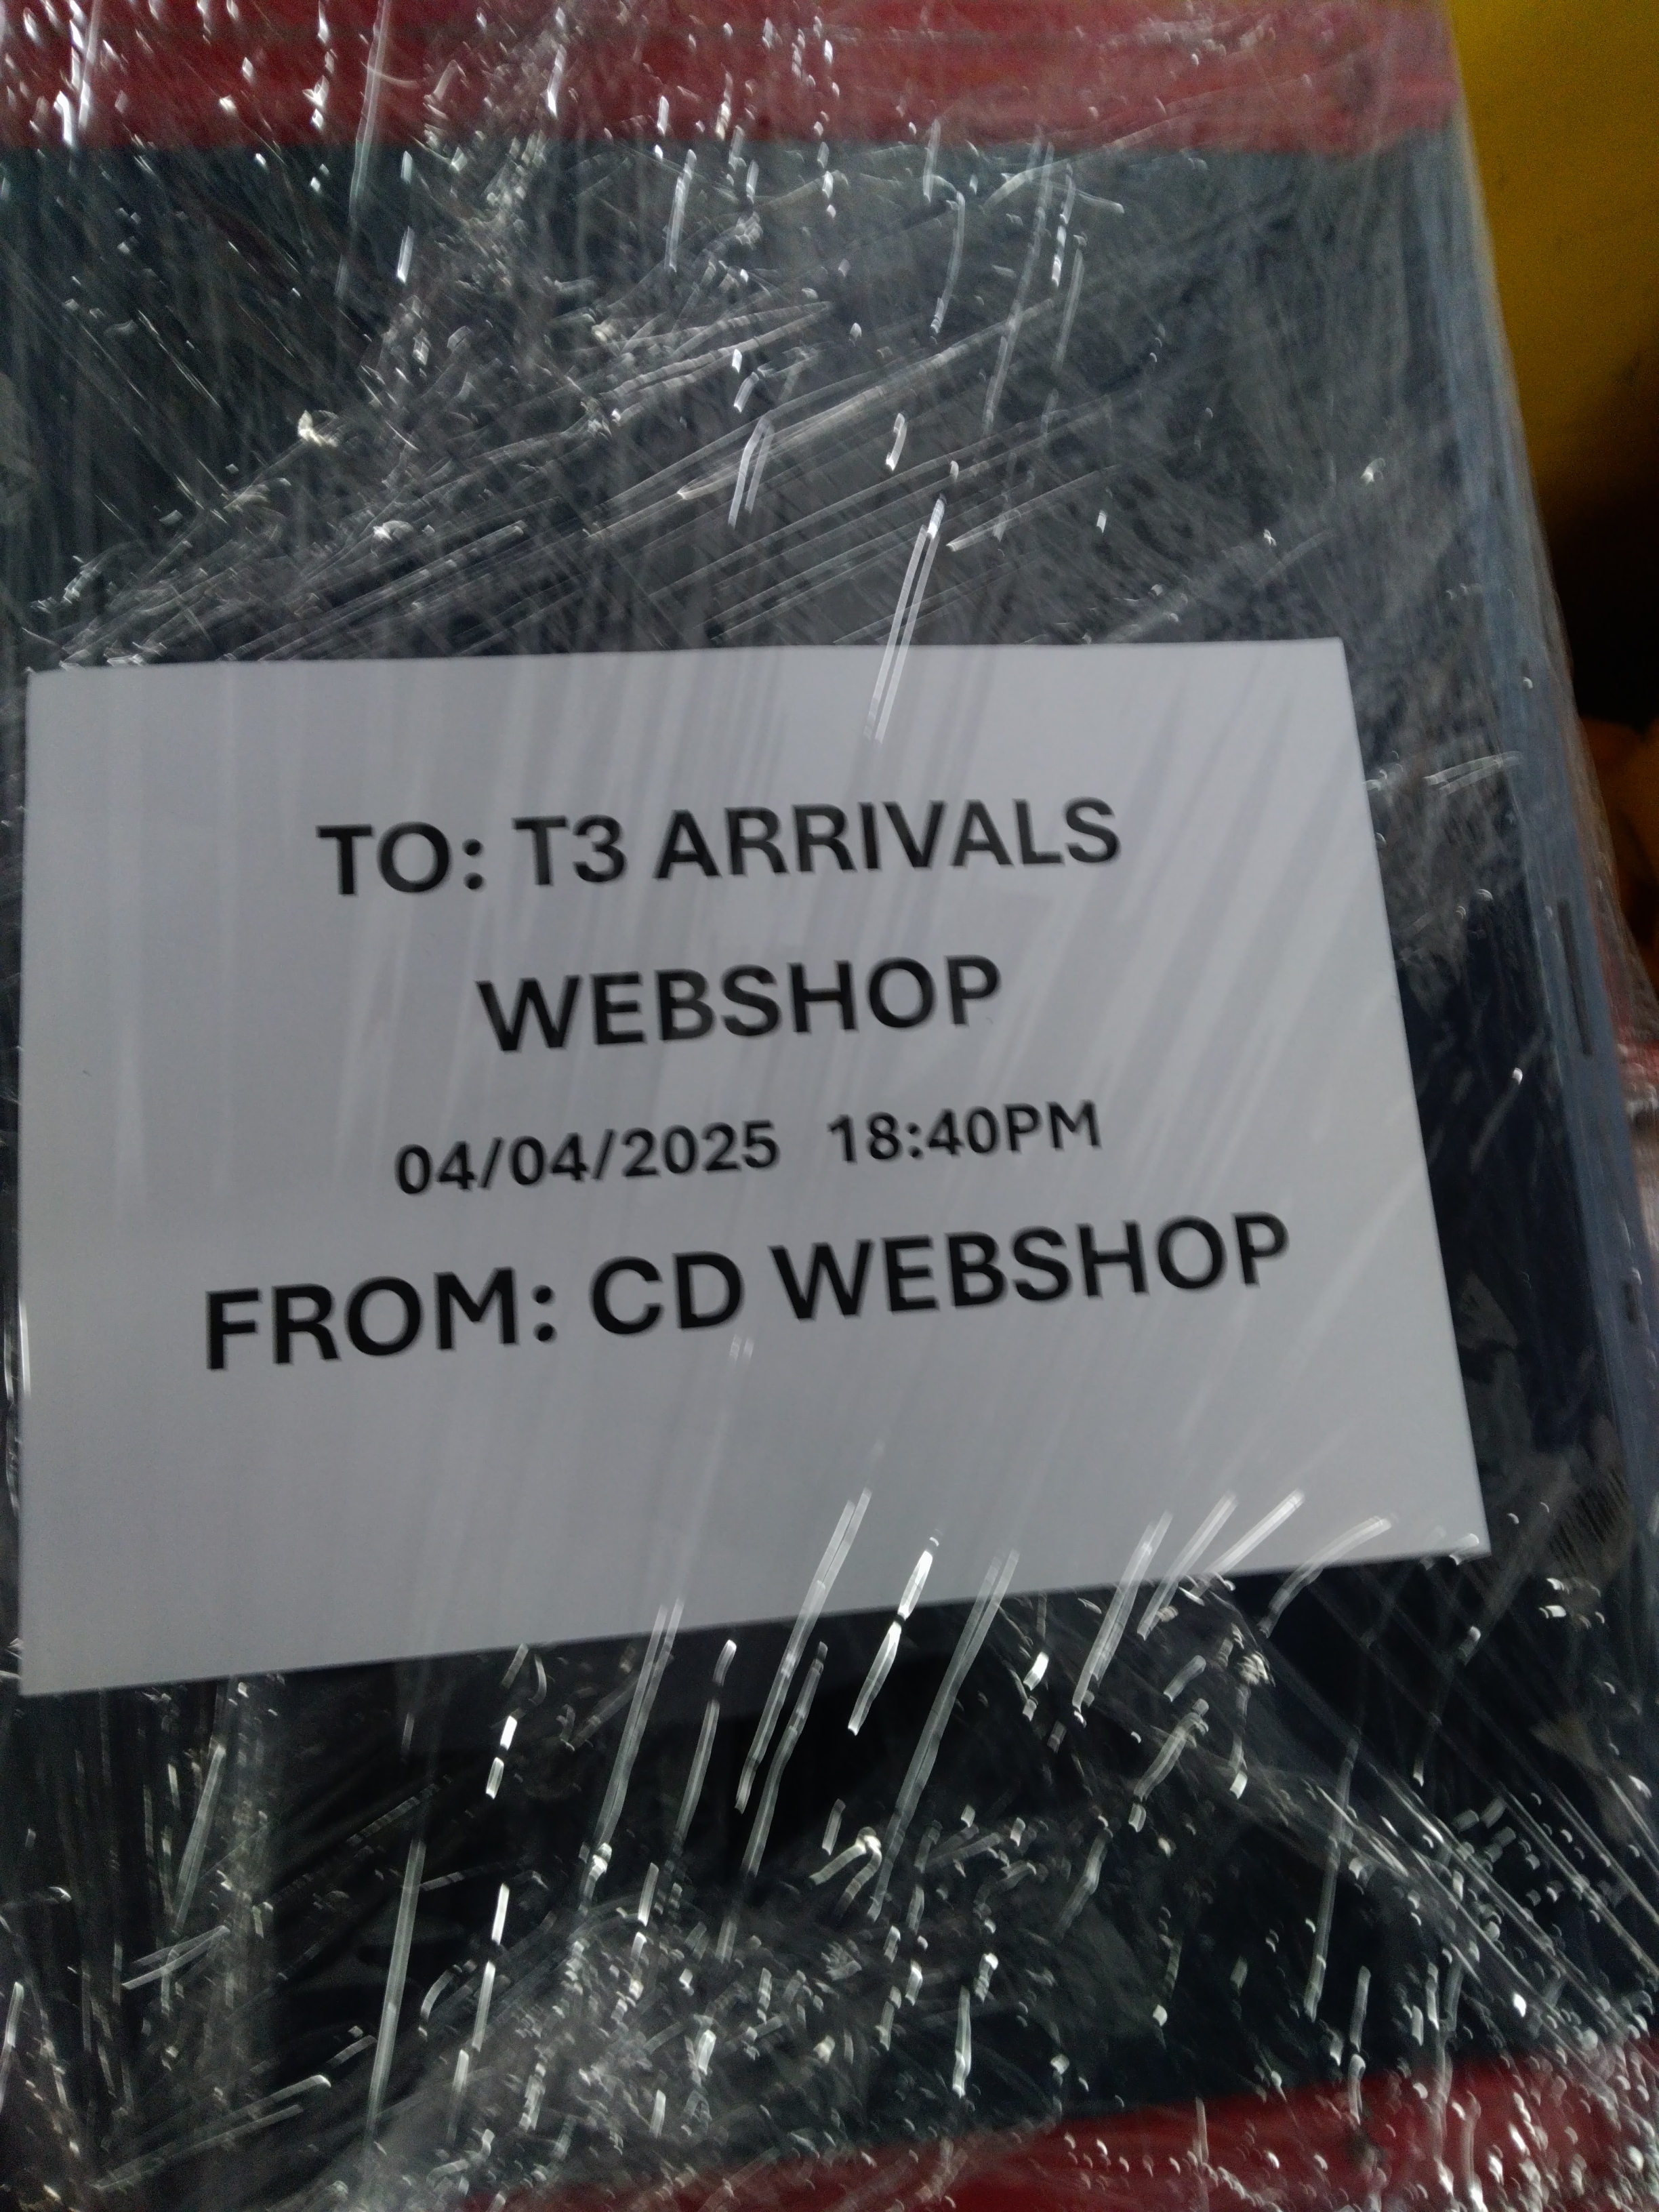 TO: T3 ARRIVALS
WEBSHOP
04/04/2025 18:40PM
FROM: CD WEBSHOP